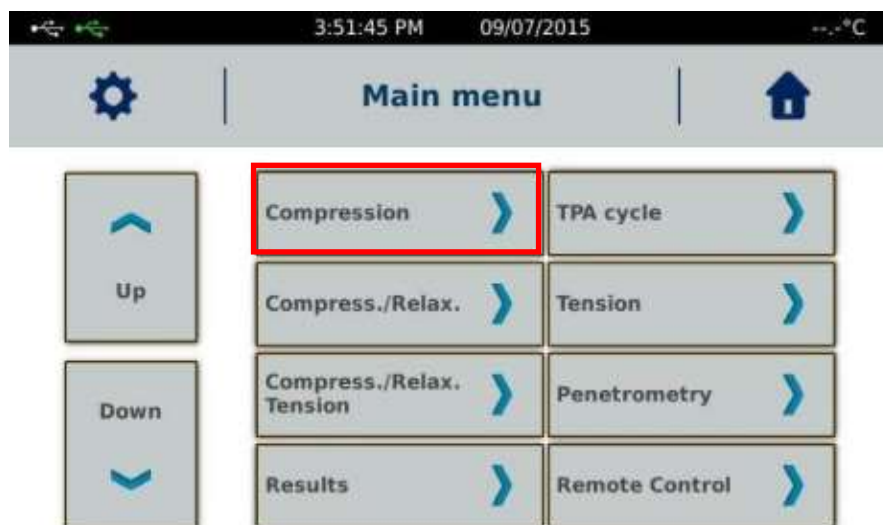 3:51:45 PM 09/07/2015 --.-°C
Main menu
Up
Down
Compression
TPA cycle
Compress./Relax.
Tension
Compress./Relax.
Tension
Penetrometry
Results
Remote Control